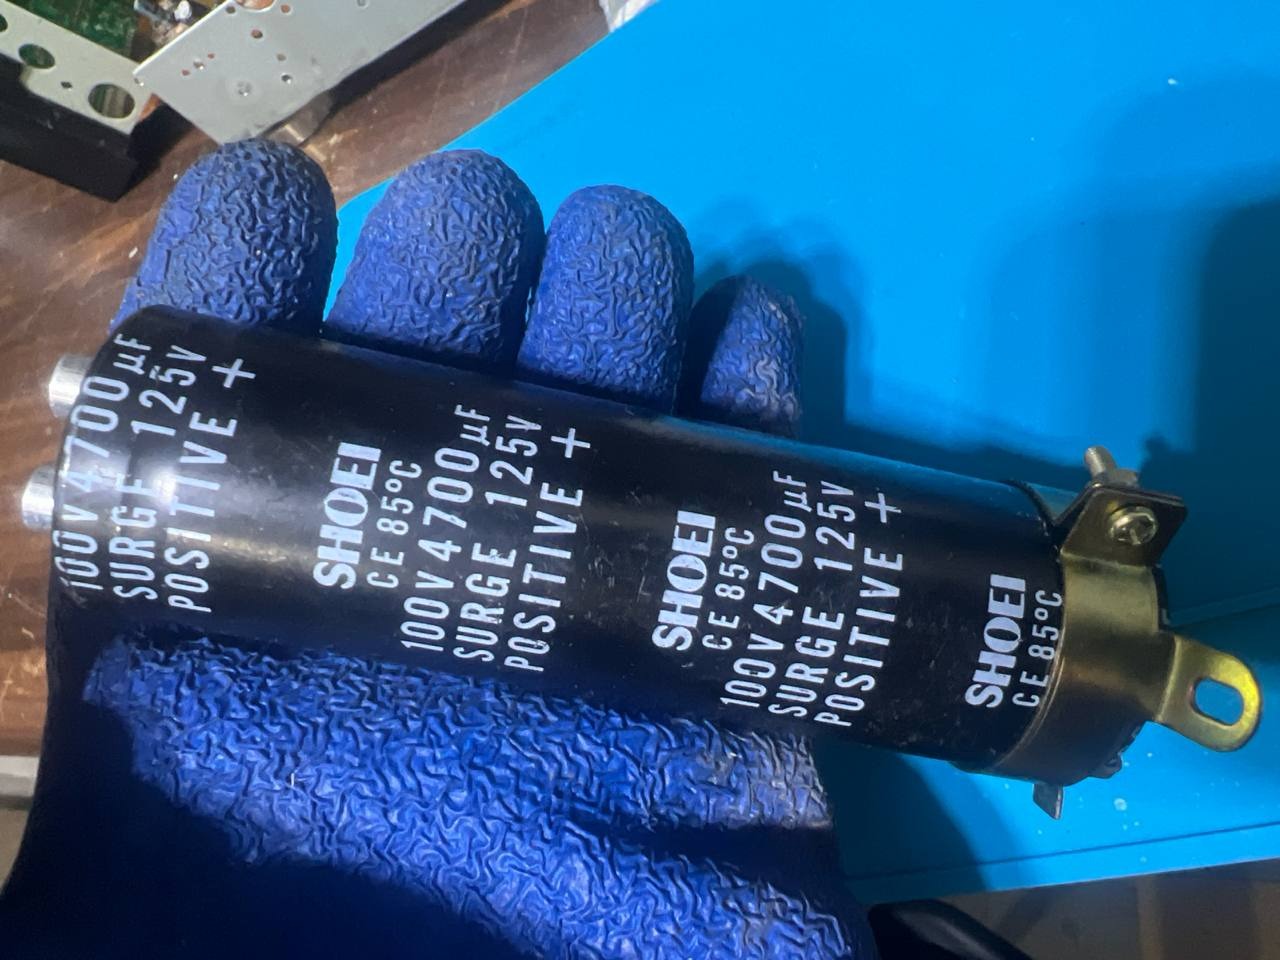 100V4700μF
SURGE 125V
POSITIVE +
SHOEI
CE 85°C
100V4700μF
SURGE 125V
POSITIVE +
SHOEI
CE 85°C
100V4700μF
SURGE 125V
POSITIVE +
SHOEI
CE 85°C